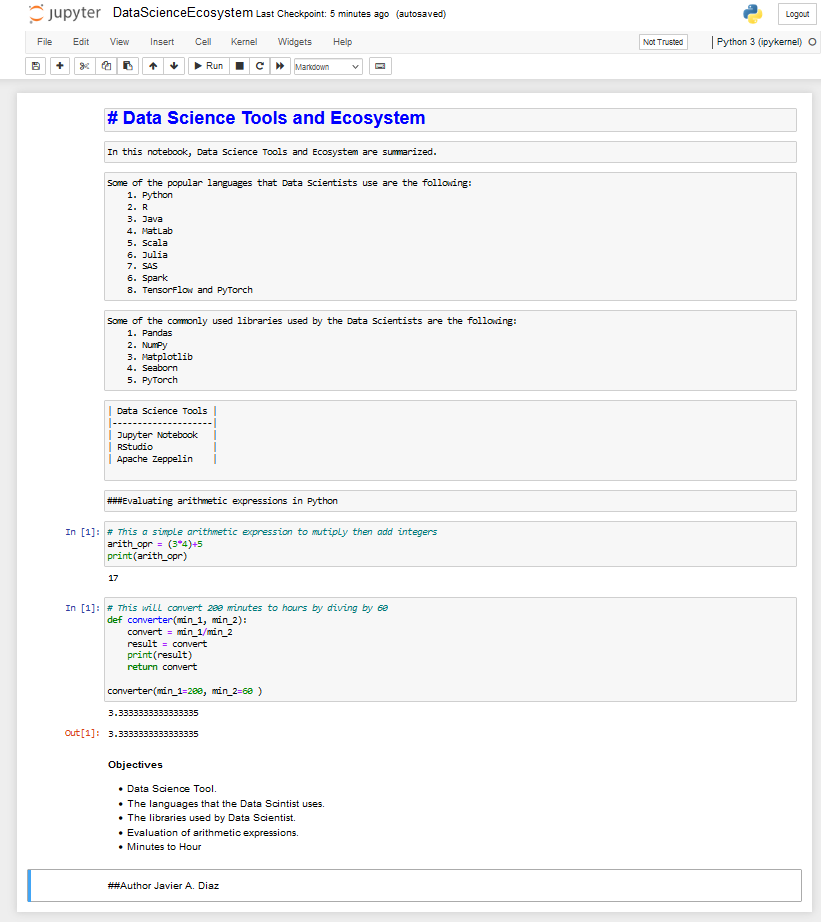 jupyter DataScienceEcosystem Last Checkpoint: 5 minutes ago (autosaved) Logout
File Edit View Insert Cell Kernel Widgets Help Not Trusted Python 3 (ipykernel)
Run Markdown
# Data Science Tools and Ecosystem
In this notebook, Data Science Tools and Ecosystem are summarized.
Some of the popular languages that Data Scientists use are the following:
1. Python
2. R
3. Java
4. MatLab
5. Scala
6. Julia
7. SAS
6. Spark
8. TensorFlow and PyTorch
Some of the commonly used libraries used by the Data Scientists are the following:
1. Pandas
2. NumPy
3. Matplotlib
4. Seaborn
5. PyTorch
| Data Science Tools |
|--------------------|
| Jupyter Notebook |
| RStudio |
| Apache Zeppelin |
###Evaluating arithmetic expressions in Python
In [1]: # This a simple arithmetic expression to mutiply then add integers
arith_opr = (3*4)+5
print(arith_opr)
17
In [1]: # This will convert 200 minutes to hours by diving by 60
def converter(min_1, min_2):
convert = min_1/min_2
result = convert
print(result)
return convert
converter(min_1=200, min_2=60 )
3.3333333333333335
Out[1]: 3.3333333333333335
Objectives
• Data Science Tool.
• The languages that the Data Scintist uses.
• The libraries used by Data Scientist.
• Evaluation of arithmetic expressions.
• Minutes to Hour
##Author Javier A. Diaz